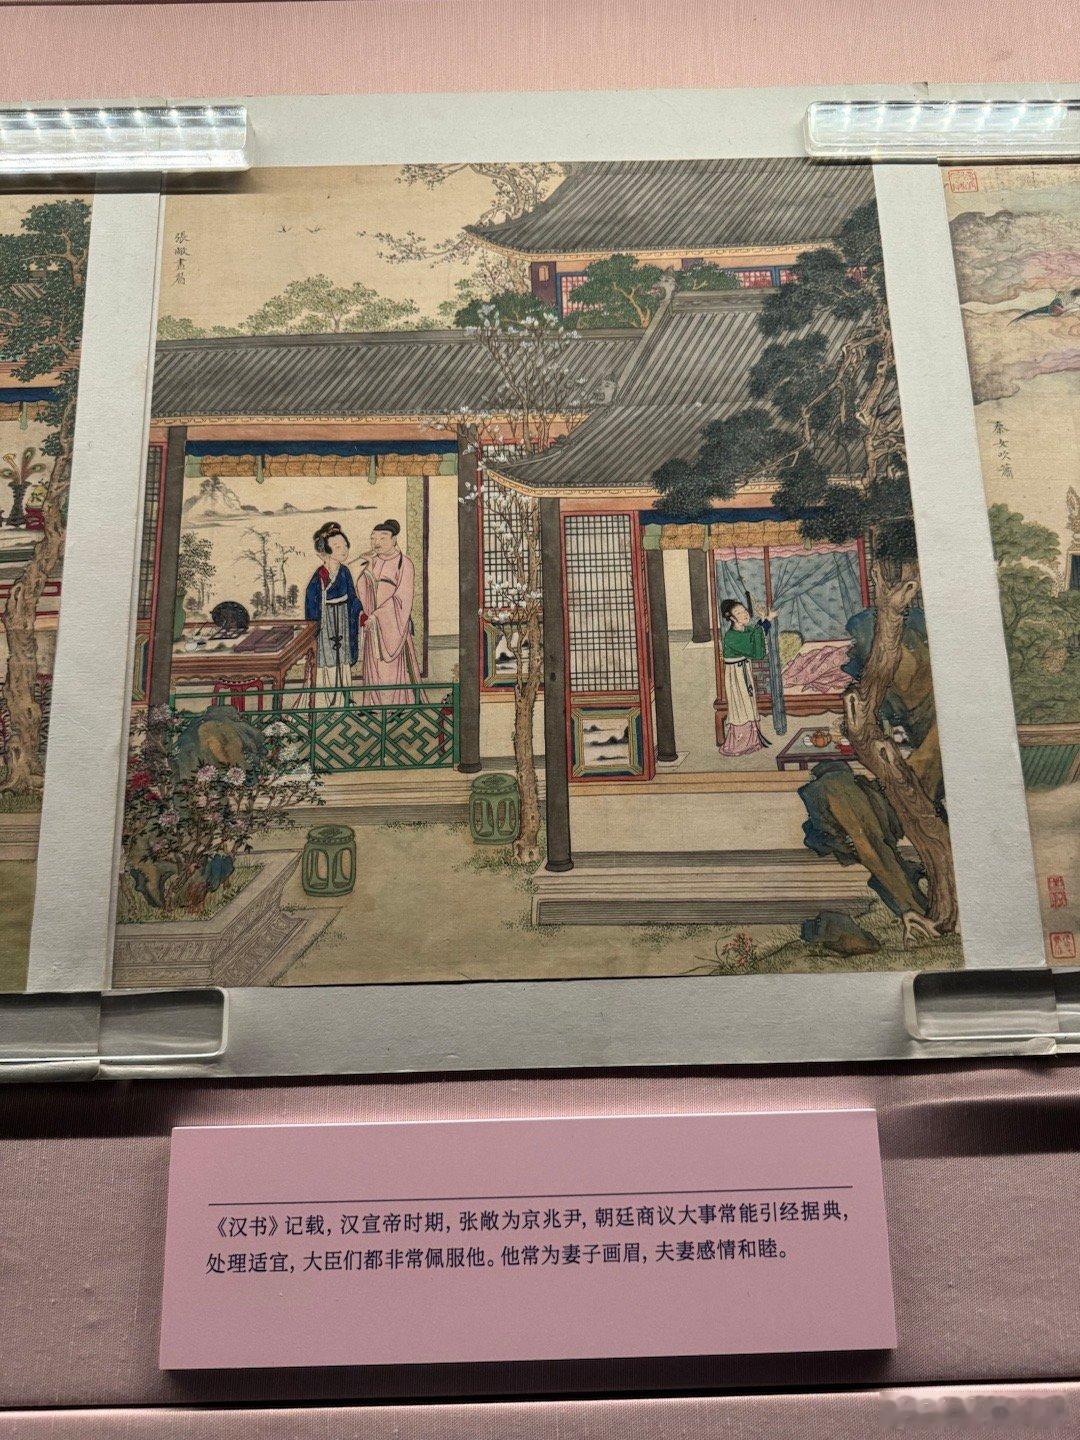 張敞畫眉
秦女吹簫
《汉书》记载，汉宣帝时期，张敞为京兆尹，朝廷商议大事常能引经据典，
处理适宜，大臣们都非常佩服他。他常为妻子画眉，夫妻感情和睦。